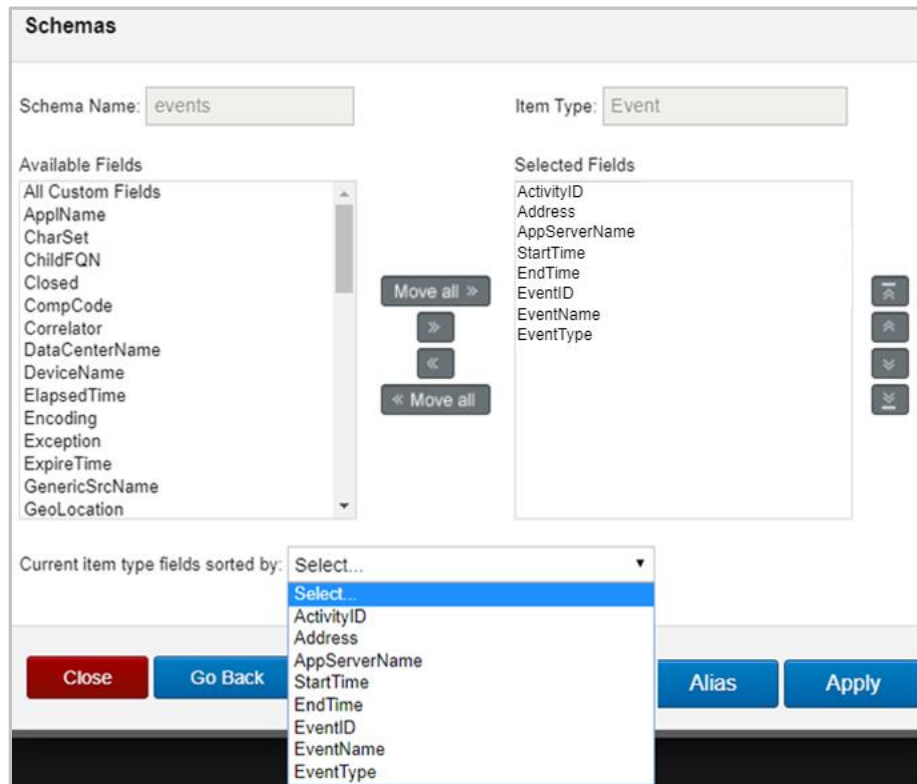 Schemas
Schema Name: events
Item Type: Event
Available Fields
All Custom Fields
ApplName
CharSet
ChildFQN
Closed
CompCode
Correlator
DataCenterName
DeviceName
ElapsedTime
Encoding
Exception
ExpireTime
GenericSrcName
GeoLocation
Move all »
»
«
« Move all
Selected Fields
ActivityID
Address
AppServerName
StartTime
EndTime
EventID
EventName
EventType
Current item type fields sorted by: Select...
Select...
ActivityID
Address
AppServerName
StartTime
EndTime
EventID
EventName
EventType
Close
Go Back
Alias
Apply